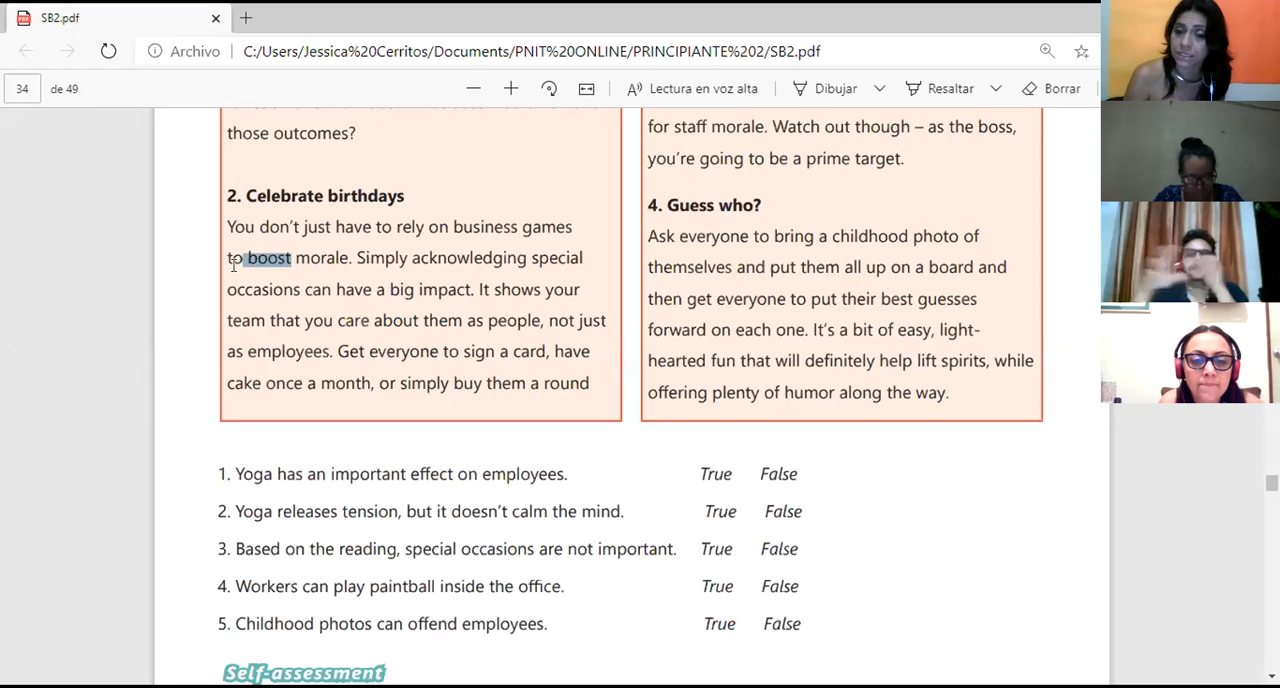 SB2.pdf
Archivo
C:/Users/Jessica%20Cerritos/Documents/PNIT%20ONLINE/PRINCIPIANTE%202/SB2.pdf
34 de 49
Lectura en voz alta
Dibujar
Resaltar
Borrar
those outcomes?
2. Celebrate birthdays
You don't just have to rely on business games
to boost morale. Simply acknowledging special
occasions can have a big impact. It shows your
team that you care about them as people, not just
as employees. Get everyone to sign a card, have
cake once a month, or simply buy them a round
for staff morale. Watch out though – as the boss,
you're going to be a prime target.
4. Guess who?
Ask everyone to bring a childhood photo of
themselves and put them all up on a board and
then get everyone to put their best guesses
forward on each one. It's a bit of easy, light-
hearted fun that will definitely help lift spirits, while
offering plenty of humor along the way.
1. Yoga has an important effect on employees. True False
2. Yoga releases tension, but it doesn't calm the mind. True False
3. Based on the reading, special occasions are not important. True False
4. Workers can play paintball inside the office. True False
5. Childhood photos can offend employees. True False
Self-assessment